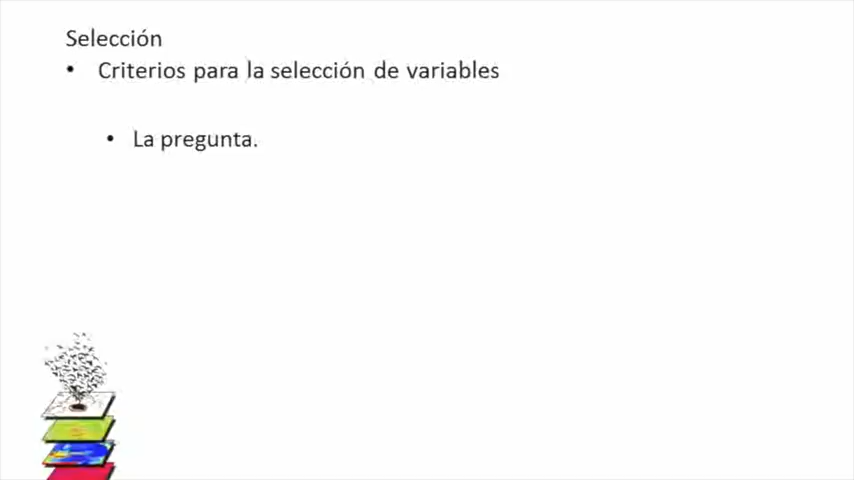 Selección
• Criterios para la selección de variables
• La pregunta.